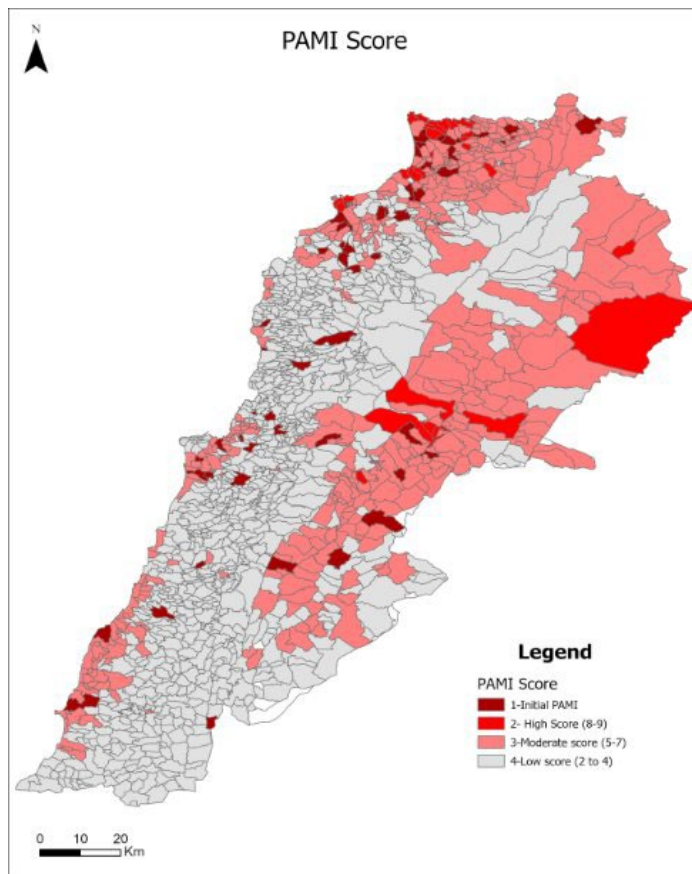 PAMI Score
N
Legend
PAMI Score
1-Initial PAMI
2- High Score (8-9)
3-Moderate score (5-7)
4-Low score (2 to 4)
0 10 20
Km